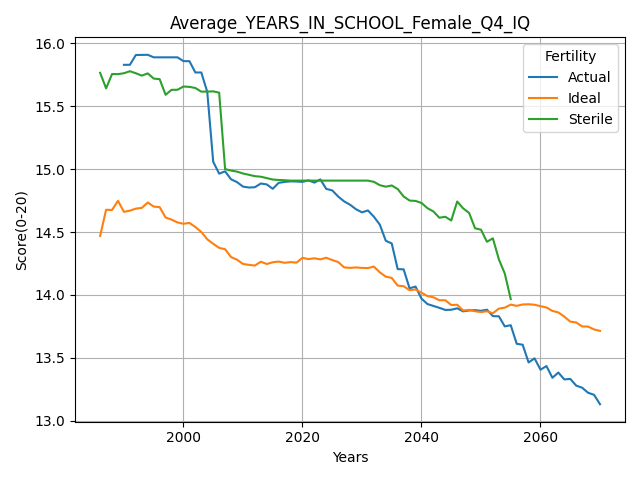 Average_YEARS_IN_SCHOOL_Female_Q4_IQ
Fertility
Actual
Ideal
Sterile
Score(0-20)
16.0
15.5
15.0
14.5
14.0
13.5
13.0
2000 2020 2040 2060
Years